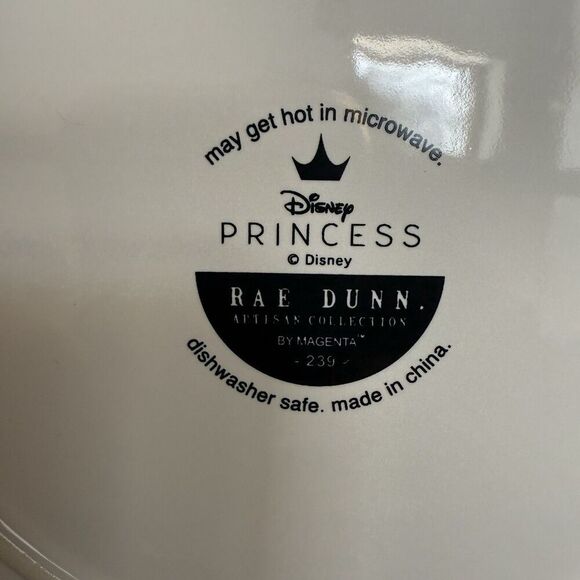 may get hot in microwave.
Disney
PRINCESS
© Disney
RAE DUNN.
ARTISAN COLLECTION
BY MAGENTA™
- 239 -
dishwasher safe. made in china.